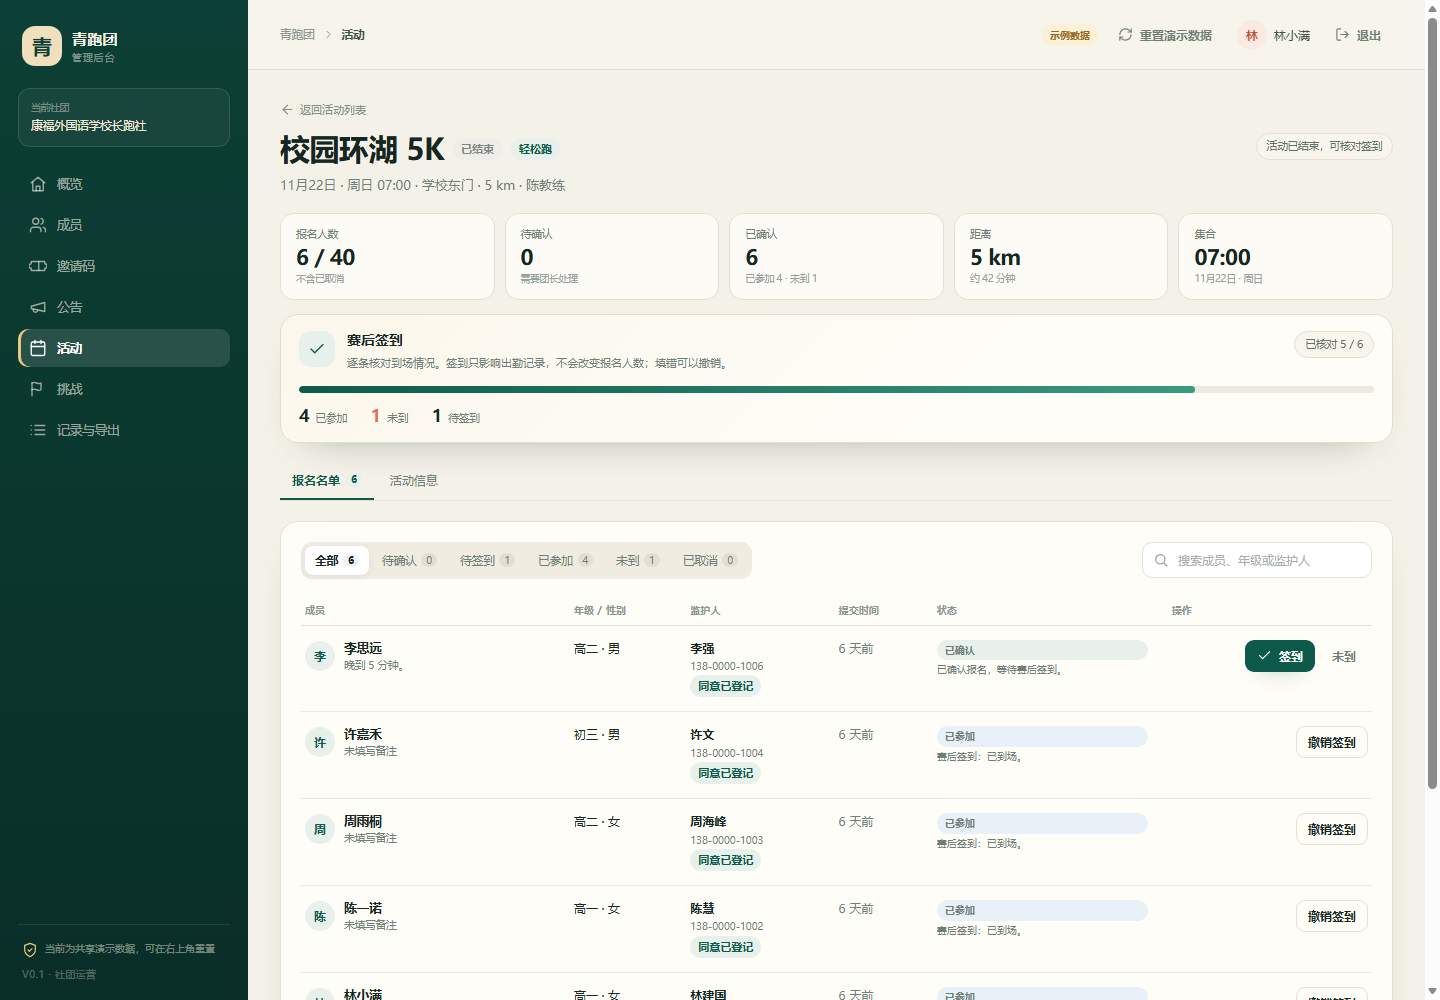 青
青跑团
管理后台
当前社团
康福外国语学校长跑社
概览
成员
邀请码
公告
活动
挑战
记录与导出
当前为共享演示数据，可在右上角重置
V0.1 · 社团运营
青跑团 > 活动
示例数据
重置演示数据
林 林小满
退出
← 返回活动列表
校园环湖 5K 已结束 轻松跑
活动已结束，可核对签到
11月22日 · 周日 07:00 · 学校东门 · 5 km · 陈教练
报名人数
6 / 40
不含已取消
待确认
0
需要团长处理
已确认
6
已参加 4 · 未到 1
距离
5 km
约 42 分钟
集合
07:00
11月22日 · 周日
赛后签到
逐条核对到场情况。签到只影响出勤记录，不会改变报名人数；填错可以撤销。
已核对 5 / 6
4 已参加 1 未到 1 待签到
报名名单 6 活动信息
全部 6 待确认 0 待签到 1 已参加 4 未到 1 已取消 0
搜索成员、年级或监护人
成员 年级 / 性别 监护人 提交时间 状态 操作
李 李思远 高二 · 男 李强 6 天前 已确认 签到 未到
晚到 5 分钟。 138-0000-1006 已确认报名，等待赛后签到。
同意已登记
许 许嘉禾 初三 · 男 许文 6 天前 已参加 撤销签到
未填写备注 138-0000-1004 赛后签到：已到场。
同意已登记
周 周雨桐 高二 · 女 周海峰 6 天前 已参加 撤销签到
未填写备注 138-0000-1003 赛后签到：已到场。
同意已登记
陈 陈一诺 高一 · 女 陈慧 6 天前 已参加 撤销签到
未填写备注 138-0000-1002 赛后签到：已到场。
同意已登记
林小满 高一 · 女 林建国 6 天前 已参加 撤销签到